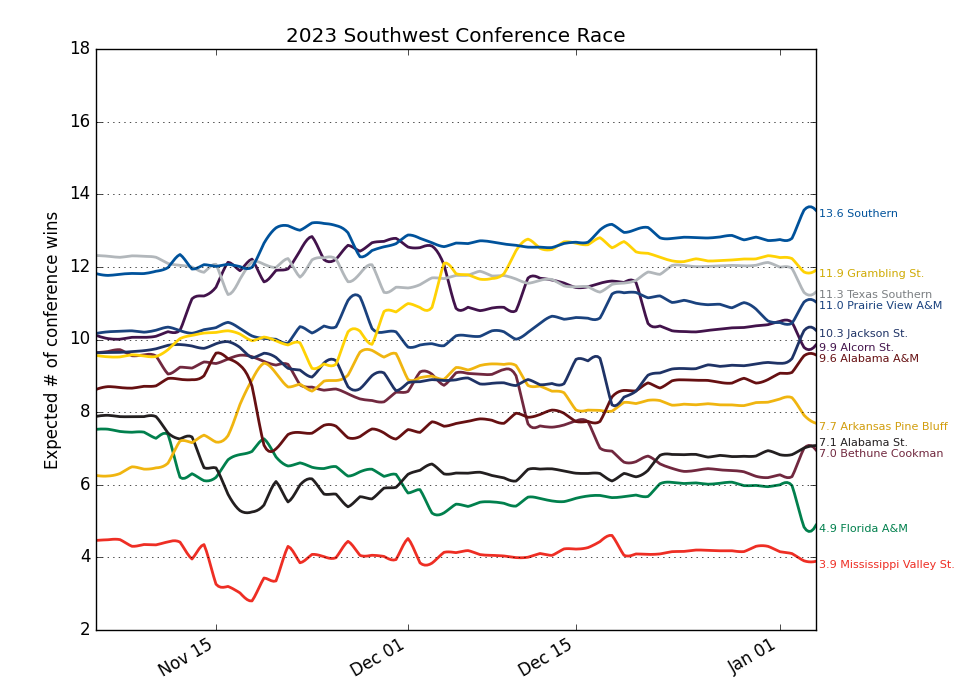 2023 Southwest Conference Race
Expected # of conference wins
18
16
14
12
10
8
6
4
2
Nov 15
Dec 01
Dec 15
Jan 01
13.6 Southern
11.9 Grambling St.
11.3 Texas Southern
11.0 Prairie View A&M
10.3 Jackson St.
9.9 Alcorn St.
9.6 Alabama A&M
7.7 Arkansas Pine Bluff
7.1 Alabama St.
7.0 Bethune Cookman
4.9 Florida A&M
3.9 Mississippi Valley St.